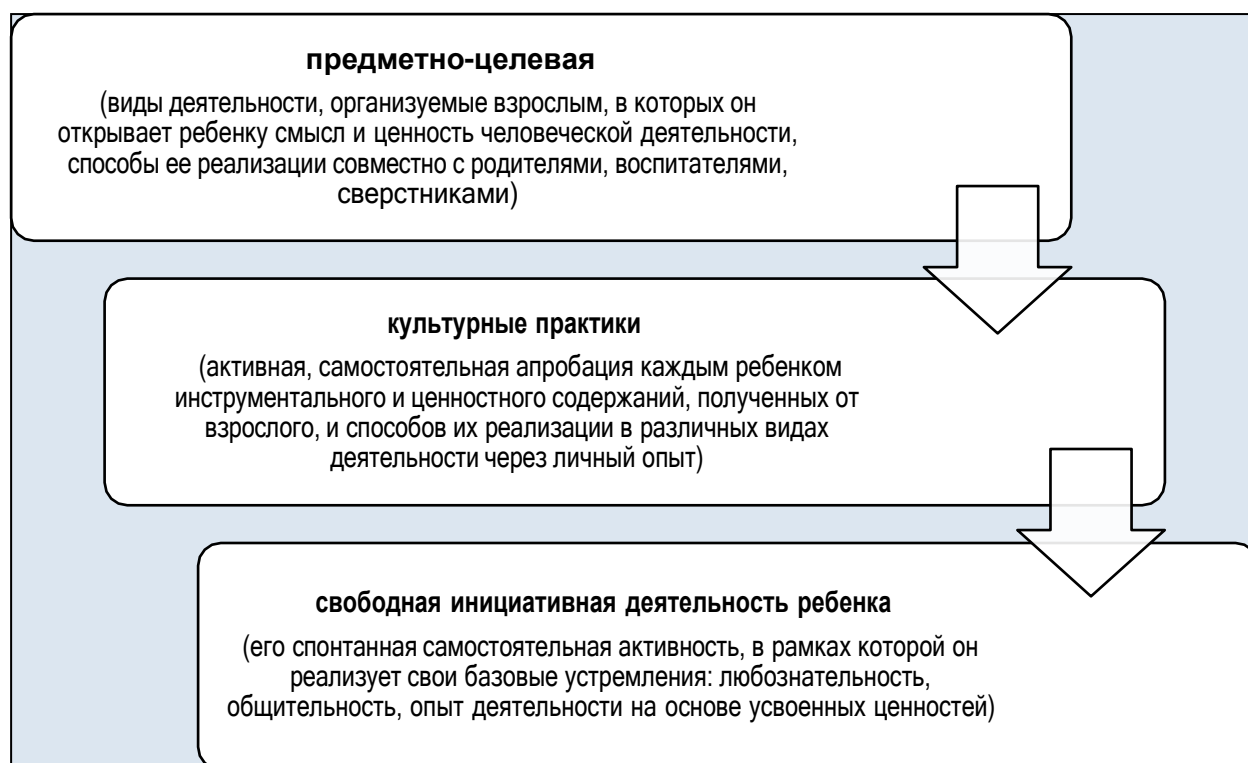 предметно-целевая
(виды деятельности, организуемые взрослым, в которых он
открывает ребенку смысл и ценность человеческой деятельности,
способы ее реализации совместно с родителями, воспитателями,
сверстниками)
культурные практики
(активная, самостоятельная апробация каждым ребенком
инструментального и ценностного содержаний, полученных от
взрослого, и способов их реализации в различных видах
деятельности через личный опыт)
свободная инициативная деятельность ребенка
(его спонтанная самостоятельная активность, в рамках которой он
реализует свои базовые устремления: любознательность,
общительность, опыт деятельности на основе усвоенных ценностей)